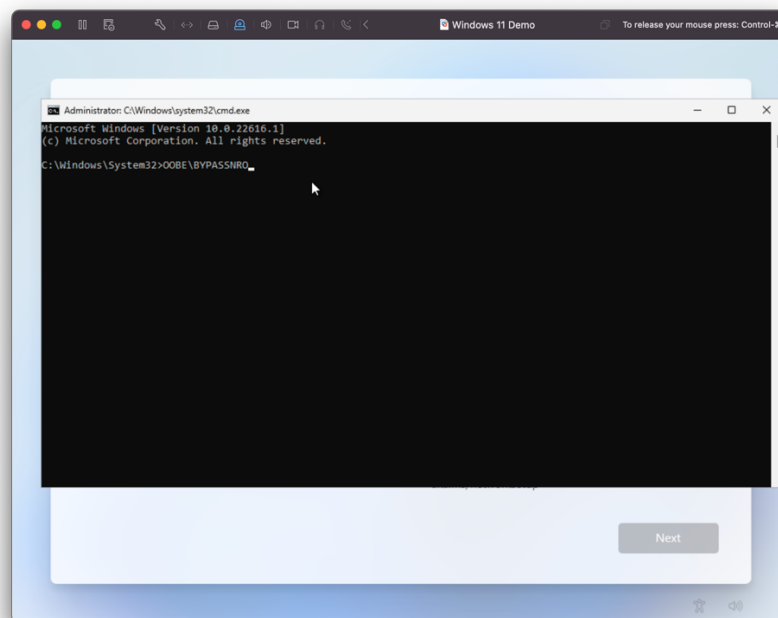 Windows 11 Demo
To release your mouse press: Control-⌘
Administrator: C:\Windows\system32\cmd.exe
Microsoft Windows [Version 10.0.22616.1]
(c) Microsoft Corporation. All rights reserved.
C:\Windows\System32>OOBE\BYPASSNRO
Next